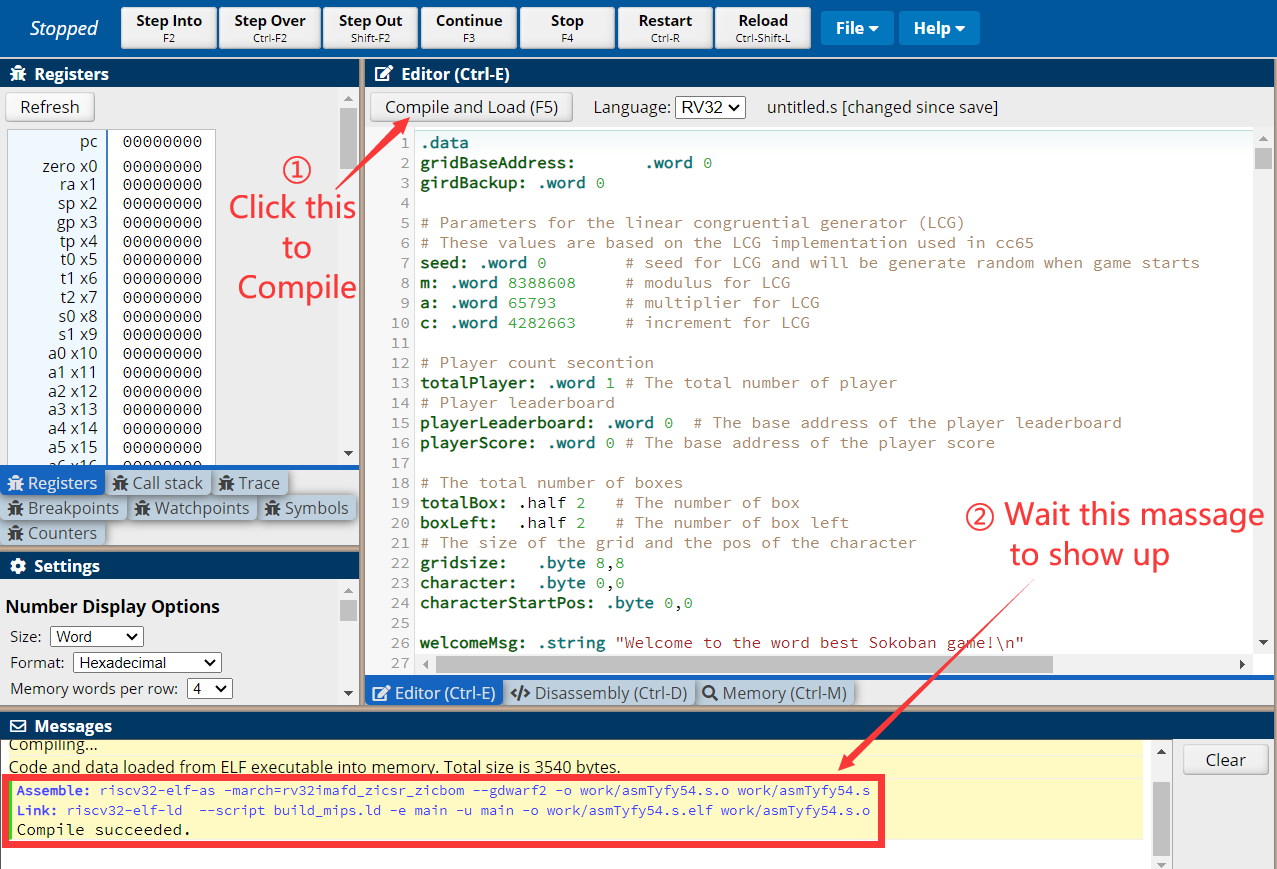 Stopped
Step Into
F2
Step Over
Ctrl-F2
Step Out
Shift-F2
Continue
F3
Stop
F4
Restart
Ctrl-R
Reload
Ctrl-Shift-L
File
Help
Registers
Refresh
pc 00000000
zero x0 00000000
ra x1 00000000
sp x2 00000000
gp x3 00000000
tp x4 00000000
t0 x5 00000000
t1 x6 00000000
t2 x7 00000000
s0 x8 00000000
s1 x9 00000000
a0 x10 00000000
a1 x11 00000000
a2 x12 00000000
a3 x13 00000000
a4 x14 00000000
a5 x15 00000000
a6 x16 00000000
①
Click this
to
Compile
Registers Call stack Trace
Breakpoints Watchpoints Symbols
Counters
Settings
Number Display Options
Size: Word
Format: Hexadecimal
Memory words per row: 4
Editor (Ctrl-E)
Compile and Load (F5) Language: RV32 untitled.s [changed since save]
1 .data
2 gridBaseAddress: .word 0
3 girdBackup: .word 0
4
5 # Parameters for the linear congruential generator (LCG)
6 # These values are based on the LCG implementation used in cc65
7 seed: .word 0 # seed for LCG and will be generate random when game starts
8 m: .word 8388608 # modulus for LCG
9 a: .word 65793 # multiplier for LCG
10 c: .word 4282663 # increment for LCG
11
12 # Player count secontion
13 totalPlayer: .word 1 # The total number of player
14 # Player leaderboard
15 playerLeaderboard: .word 0 # The base address of the player leaderboard
16 playerScore: .word 0 # The base address of the player score
17
18 # The total number of boxes
19 totalBox: .half 2 # The number of box
20 boxLeft: .half 2 # The number of box left
21 # The size of the grid and the pos of the character
22 gridsize: .byte 8,8
23 character: .byte 0,0
24 characterStartPos: .byte 0,0
25
26 welcomeMsg: .string "Welcome to the word best Sokoban game!\n"
27
② Wait this massage
to show up
Editor (Ctrl-E) Disassembly (Ctrl-D) Memory (Ctrl-M)
Messages
Compiling...
Code and data loaded from ELF executable into memory. Total size is 3540 bytes.
Assemble: riscv32-elf-as -march=rv32imafd_zicsr_zicbom --gdwarf2 -o work/asmTyfy54.s.o work/asmTyfy54.s
Link: riscv32-elf-ld --script build_mips.ld -e main -u main -o work/asmTyfy54.s.elf work/asmTyfy54.s.o
Compile succeeded.
Clear